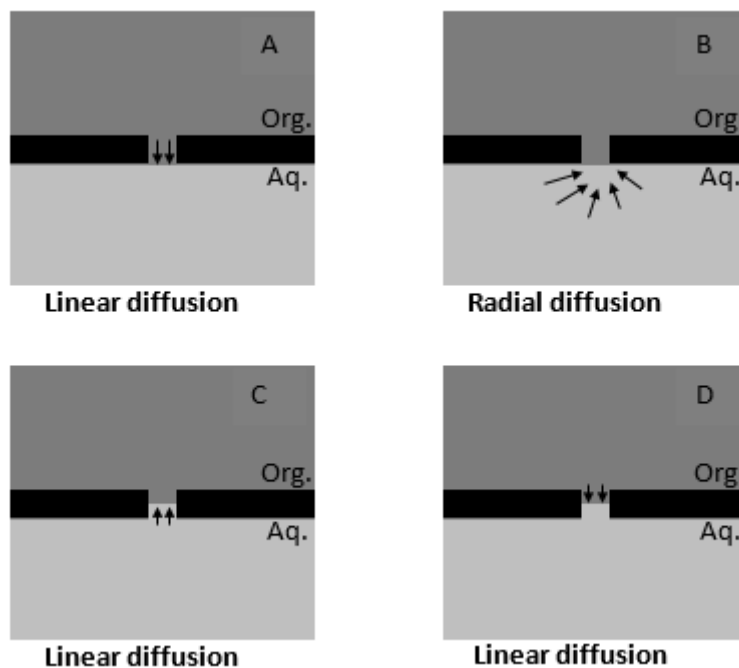 A
Org.
Aq.
Linear diffusion
B
Org
Aq.
Radial diffusion
C
Org.
Aq.
Linear diffusion
D
Org
Aq.
Linear diffusion